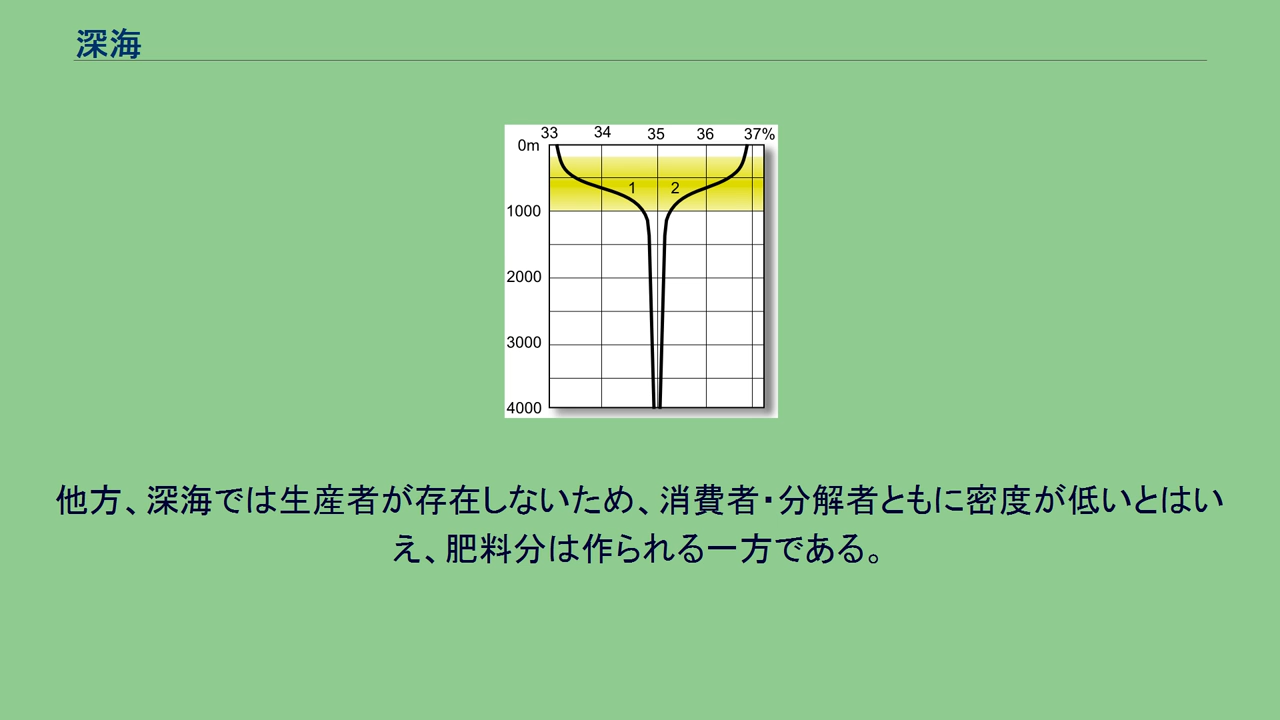 深海
33 34 35 36 37%
0m
1 2
1000
2000
3000
4000
他方、深海では生産者が存在しないため、消費者・分解者ともに密度が低いとはい
え、肥料分は作られる一方である。